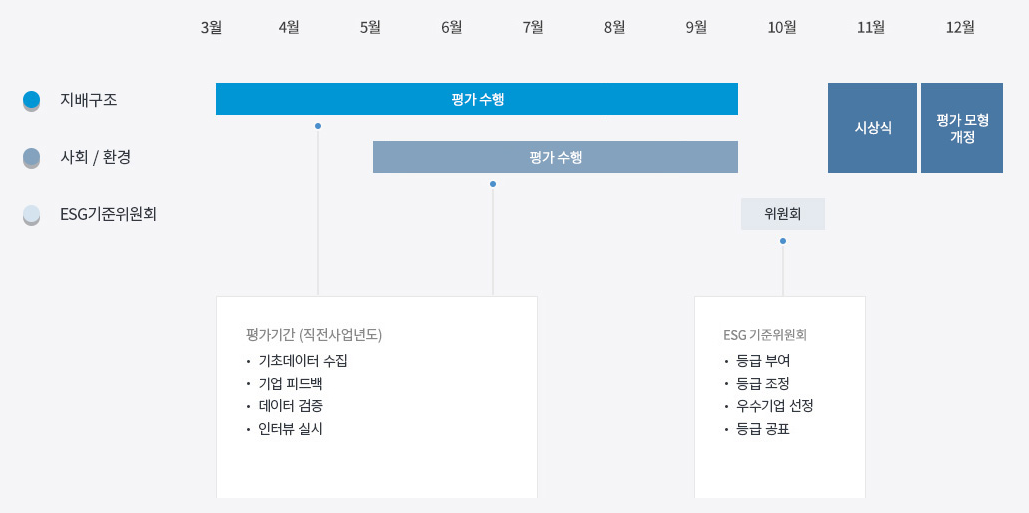 3월 4월 5월 6월 7월 8월 9월 10월 11월 12월
지배구조
평가 수행
사회 / 환경
평가 수행
시상식
평가 모형
개정
ESG기준위원회
위원회
평가기간 (직전사업년도)
• 기초데이터 수집
• 기업 피드백
• 데이터 검증
• 인터뷰 실시
ESG 기준위원회
• 등급 부여
• 등급 조정
• 우수기업 선정
• 등급 공표